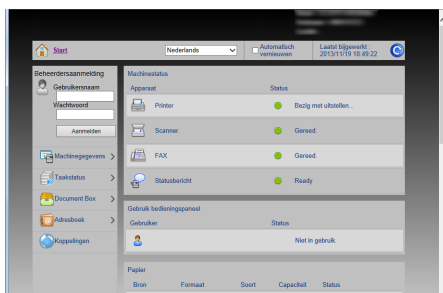 Start
Nederlands
Automatisch vernieuwen
Laatst bijgewerkt :
2013/11/19 18:49:22
Beheerdersaanmelding
Gebruikersnaam
Wachtwoord
Aanmelden
Machinegegevens
Taakstatus
Document Box
Adresboek
Koppelingen
Machinestatus
Apparaat Status
Printer Bezig met uitstellen...
Scanner Gereed.
FAX Gereed.
Statusbericht Ready
Gebruik bedieningspaneel
Gebruiker Status
Niet in gebruik.
Papier
Bron Formaat Soort Capaciteit Status